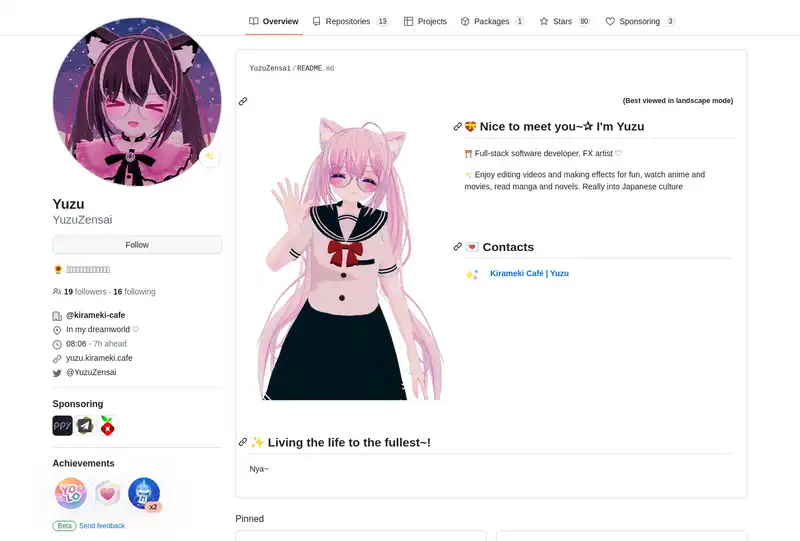 Overview
Repositories 13
Projects
Packages 1
Stars 80
Sponsoring 3
Yuzu
YuzuZensai
Follow
19 followers · 16 following
@kirameki-cafe
In my dreamworld ♡
08:06 - 7h ahead
yuzu.kirameki.cafe
@YuzuZensai
Sponsoring
PPY
Achievements
YOLO
x2
Beta Send feedback
YuzuZensai / README.md
(Best viewed in landscape mode)
💝 Nice to meet you~✰ I'm Yuzu
⛩️ Full-stack software developer, FX artist ♡
✨ Enjoy editing videos and making effects for fun, watch anime and
movies, read manga and novels. Really into Japanese culture
💌 Contacts
✨ Kirameki Café | Yuzu
✨ Living the life to the fullest~!
Nya~
Pinned